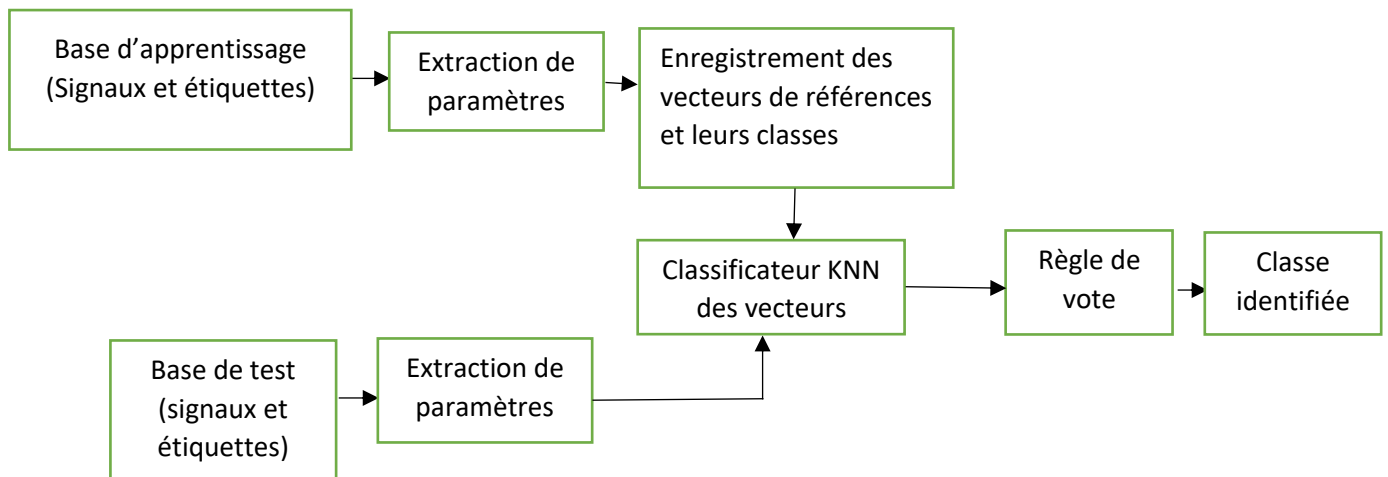 Base d’apprentissage
(Signaux et étiquettes)
Extraction de
paramètres
Enregistrement des
vecteurs de références
et leurs classes
Classificateur KNN
des vecteurs
Règle de
vote
Classe
identifiée
Base de test
(signaux et
étiquettes)
Extraction de
paramètres